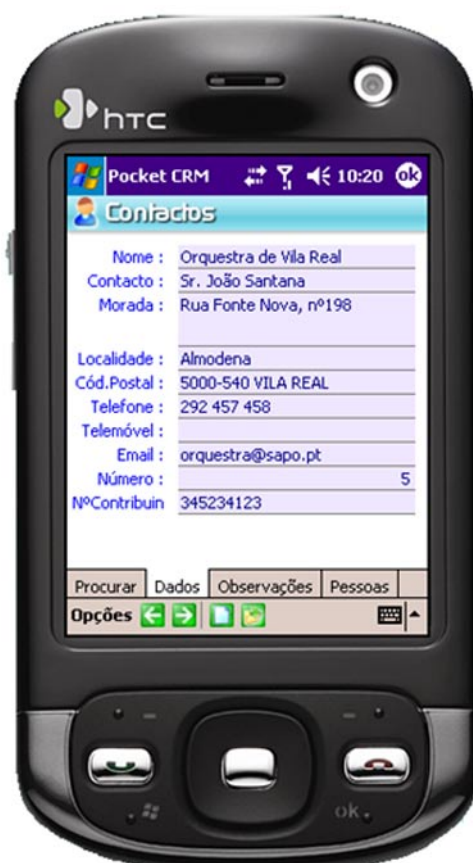 htc
Pocket CRM 10:20 ok
Contactos
Nome : Orquestra de Vila Real
Contacto : Sr. João Santana
Morada : Rua Fonte Nova, nº198
Localidade : Almodena
Cód.Postal : 5000-540 VILA REAL
Telefone : 292 457 458
Telemóvel :
Email : orquestra@sapo.pt
Número : 5
NºContribuin 345234123
Procurar Dados Observações Pessoas
Opções
ok